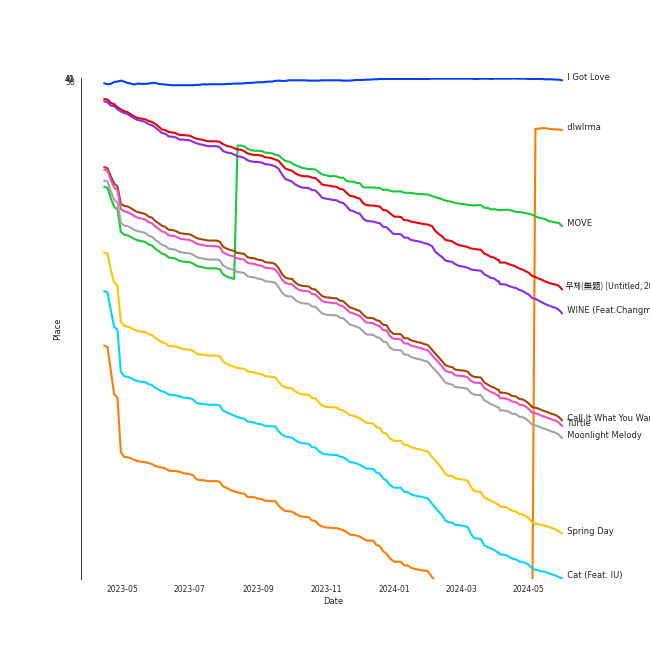 I Got Love
dlwlrma
MOVE
무제(無題) (Untitled, 20
WINE (Feat.Changm
Call It What You Wan
Turtle
Moonlight Melody
Spring Day
Cat (Feat. IU)
Place
2023-05 2023-07 2023-09 2023-11 2024-01 2024-03 2024-05
Date